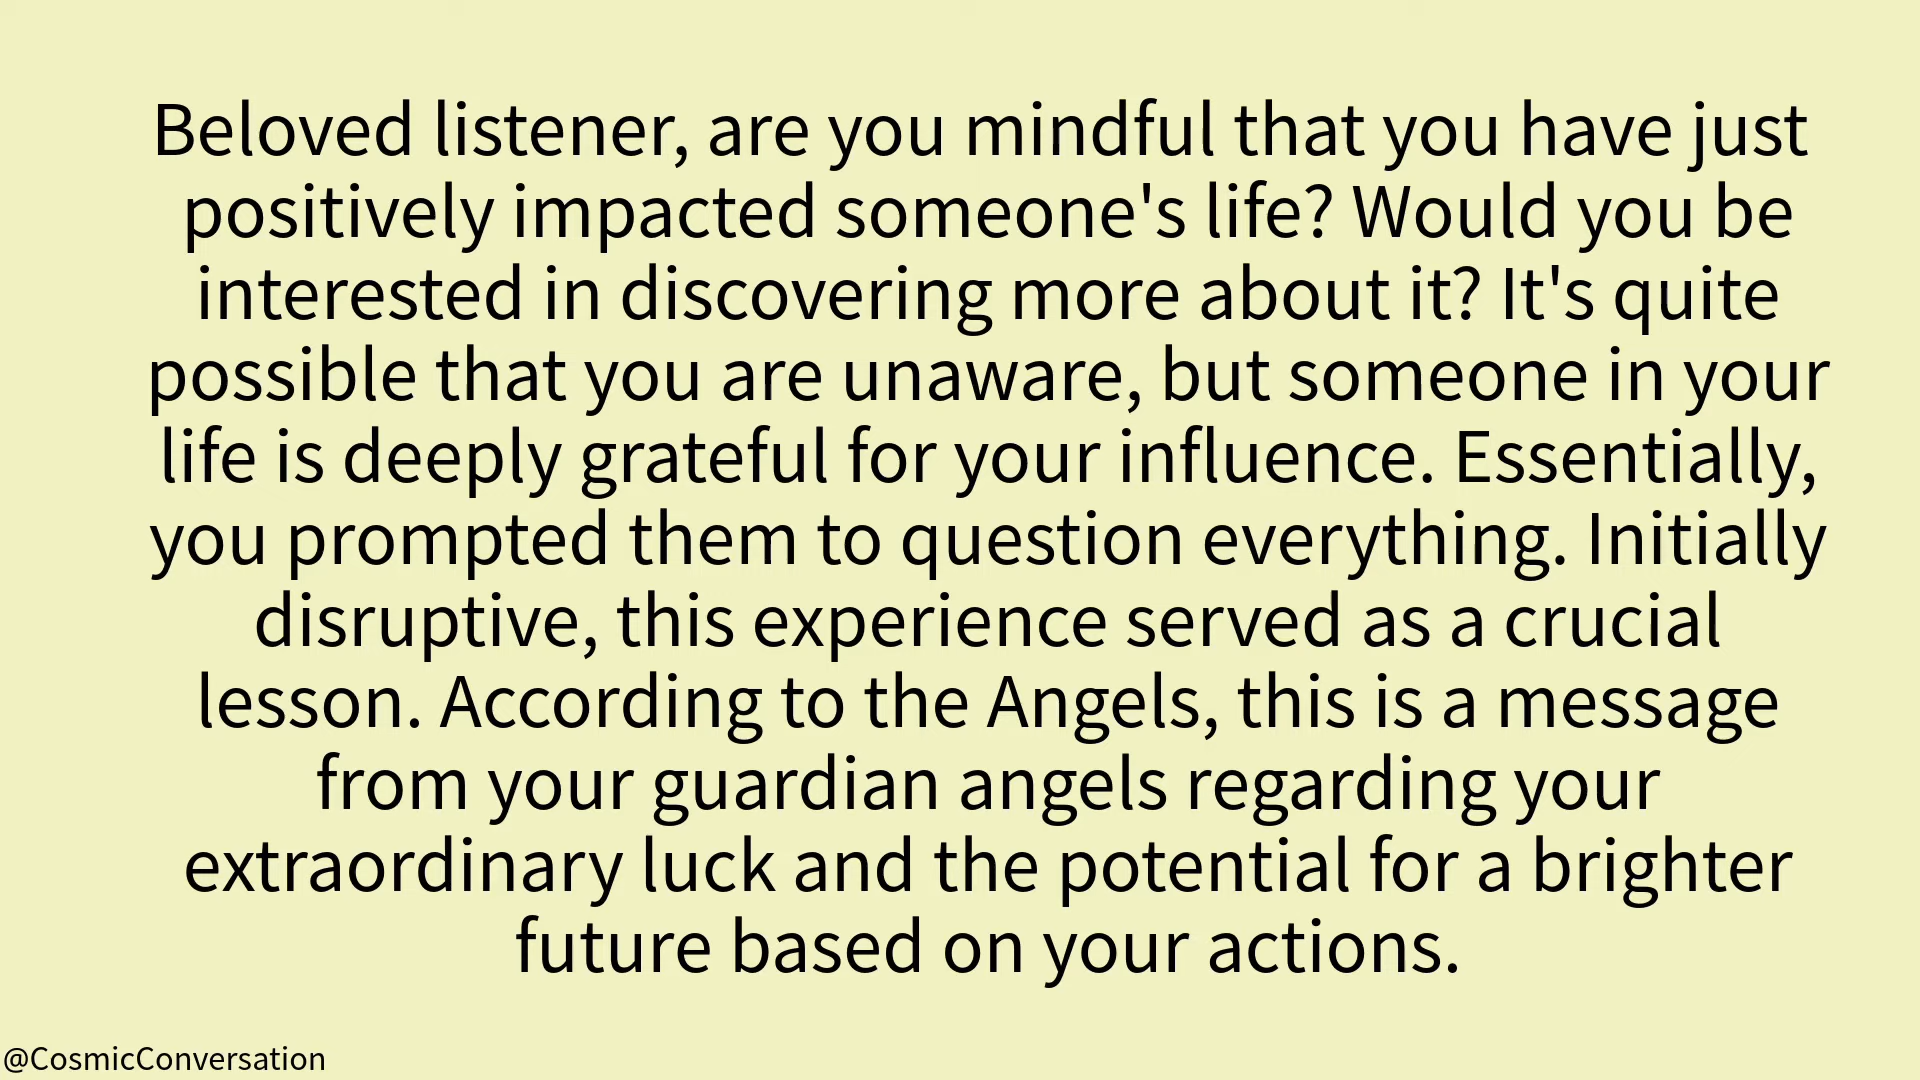 Beloved listener, are you mindful that you have just
positively impacted someone's life? Would you be
interested in discovering more about it? It's quite
possible that you are unaware, but someone in your
life is deeply grateful for your influence. Essentially,
you prompted them to question everything. Initially
disruptive, this experience served as a crucial
lesson. According to the Angels, this is a message
from your guardian angels regarding your
extraordinary luck and the potential for a brighter
future based on your actions.
@CosmicConversation